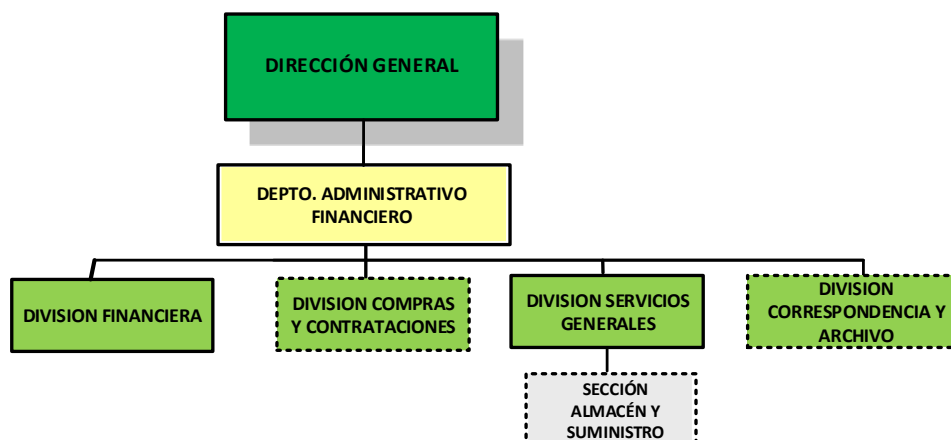 DIRECCIÓN GENERAL
DEPTO. ADMINISTRATIVO
FINANCIERO
DIVISION FINANCIERA
DIVISION COMPRAS
Y CONTRATACIONES
DIVISION SERVICIOS
GENERALES
DIVISION
CORRESPONDENCIA Y
ARCHIVO
SECCIÓN
ALMACÉN Y
SUMINISTRO